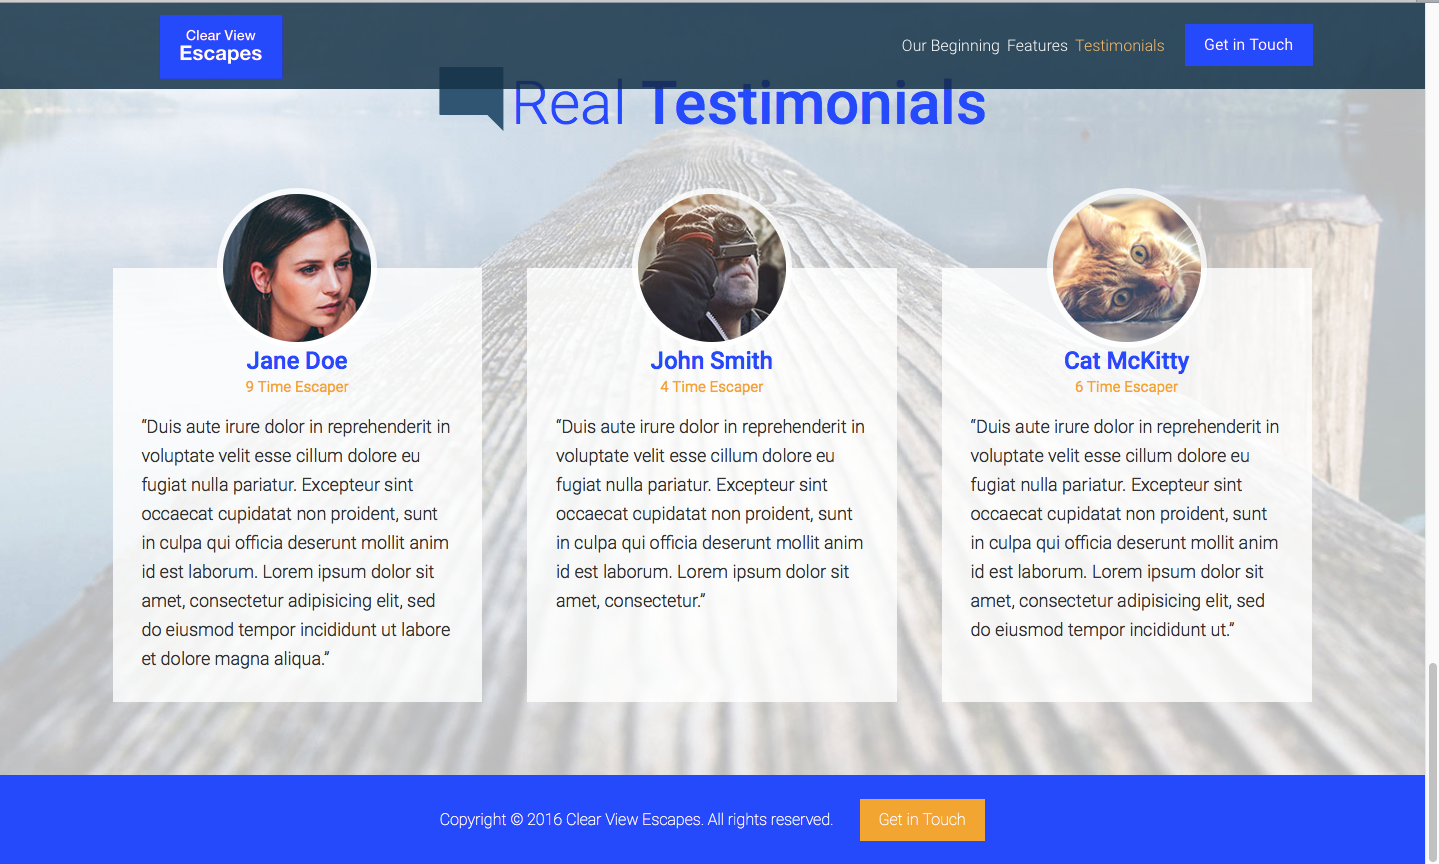 Clear View
Escapes
Our Beginning Features Testimonials Get in Touch
Real Testimonials
Jane Doe
9 Time Escaper
“Duis aute irure dolor in reprehenderit in
voluptate velit esse cillum dolore eu
fugiat nulla pariatur. Excepteur sint
occaecat cupidatat non proident, sunt
in culpa qui officia deserunt mollit anim
id est laborum. Lorem ipsum dolor sit
amet, consectetur adipisicing elit, sed
do eiusmod tempor incididunt ut labore
et dolore magna aliqua.”
John Smith
4 Time Escaper
“Duis aute irure dolor in reprehenderit in
voluptate velit esse cillum dolore eu
fugiat nulla pariatur. Excepteur sint
occaecat cupidatat non proident, sunt
in culpa qui officia deserunt mollit anim
id est laborum. Lorem ipsum dolor sit
amet, consectetur.”
Cat McKitty
6 Time Escaper
“Duis aute irure dolor in reprehenderit in
voluptate velit esse cillum dolore eu
fugiat nulla pariatur. Excepteur sint
occaecat cupidatat non proident, sunt
in culpa qui officia deserunt mollit anim
id est laborum. Lorem ipsum dolor sit
amet, consectetur adipisicing elit, sed
do eiusmod tempor incididunt ut.”
Copyright © 2016 Clear View Escapes. All rights reserved. Get in Touch